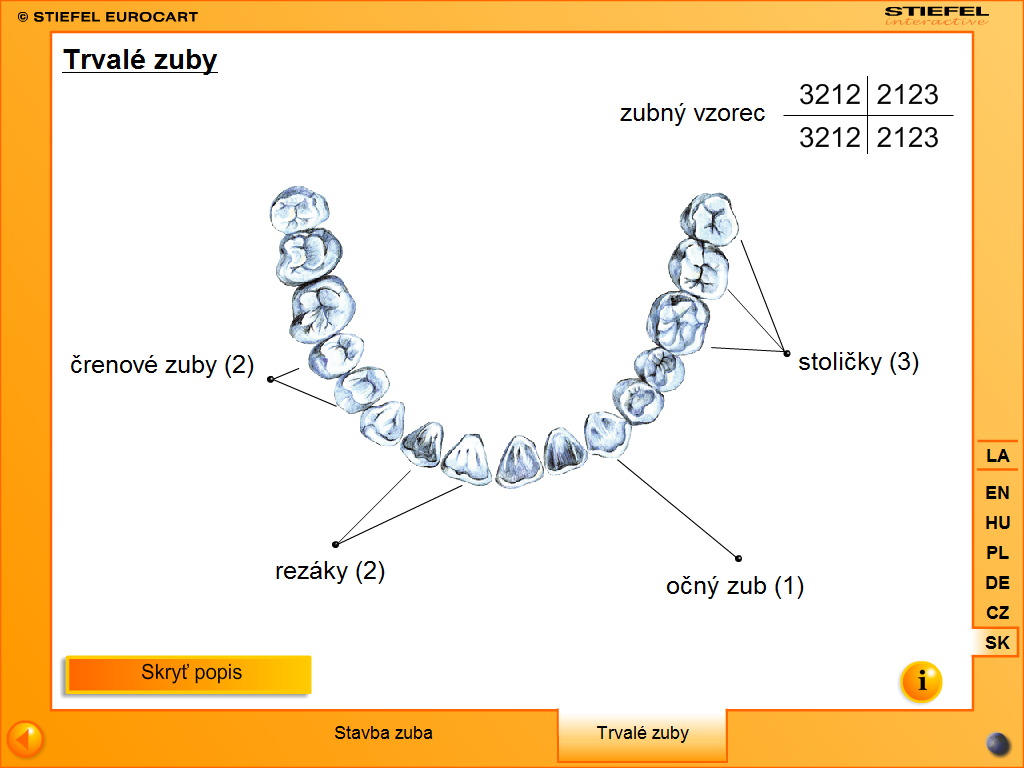 © STIEFEL EUROCART
STIEFEL
interactive
Trvalé zuby
zubný vzorec
3212 2123
3212 2123
črenové zuby (2)
stoličky (3)
rezáky (2)
očný zub (1)
LA
EN
HU
PL
DE
CZ
SK
Skryť popis
i
Stavba zuba
Trvalé zuby